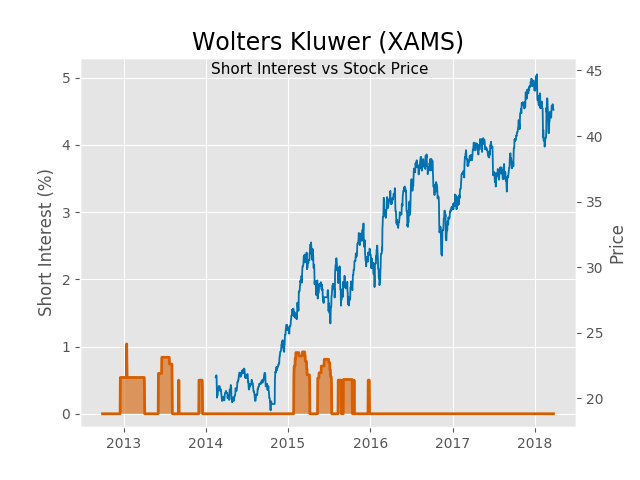 Wolters Kluwer (XAMS)
Short Interest vs Stock Price
Short Interest (%)
5
4
3
2
1
0
45
40
35
30
25
20
Price
2013 2014 2015 2016 2017 2018